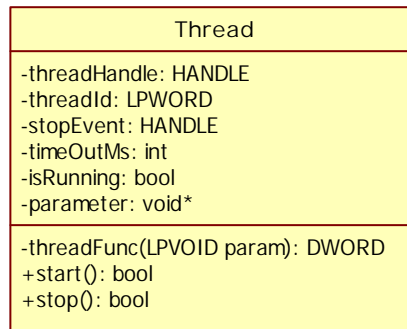 Thread
-threadHandle: HANDLE
-threadId: LPWORD
-stopEvent: HANDLE
-timeOutMs: int
-isRunning: bool
-parameter: void*
-threadFunc(LPVOID param): DWORD
+start(): bool
+stop(): bool